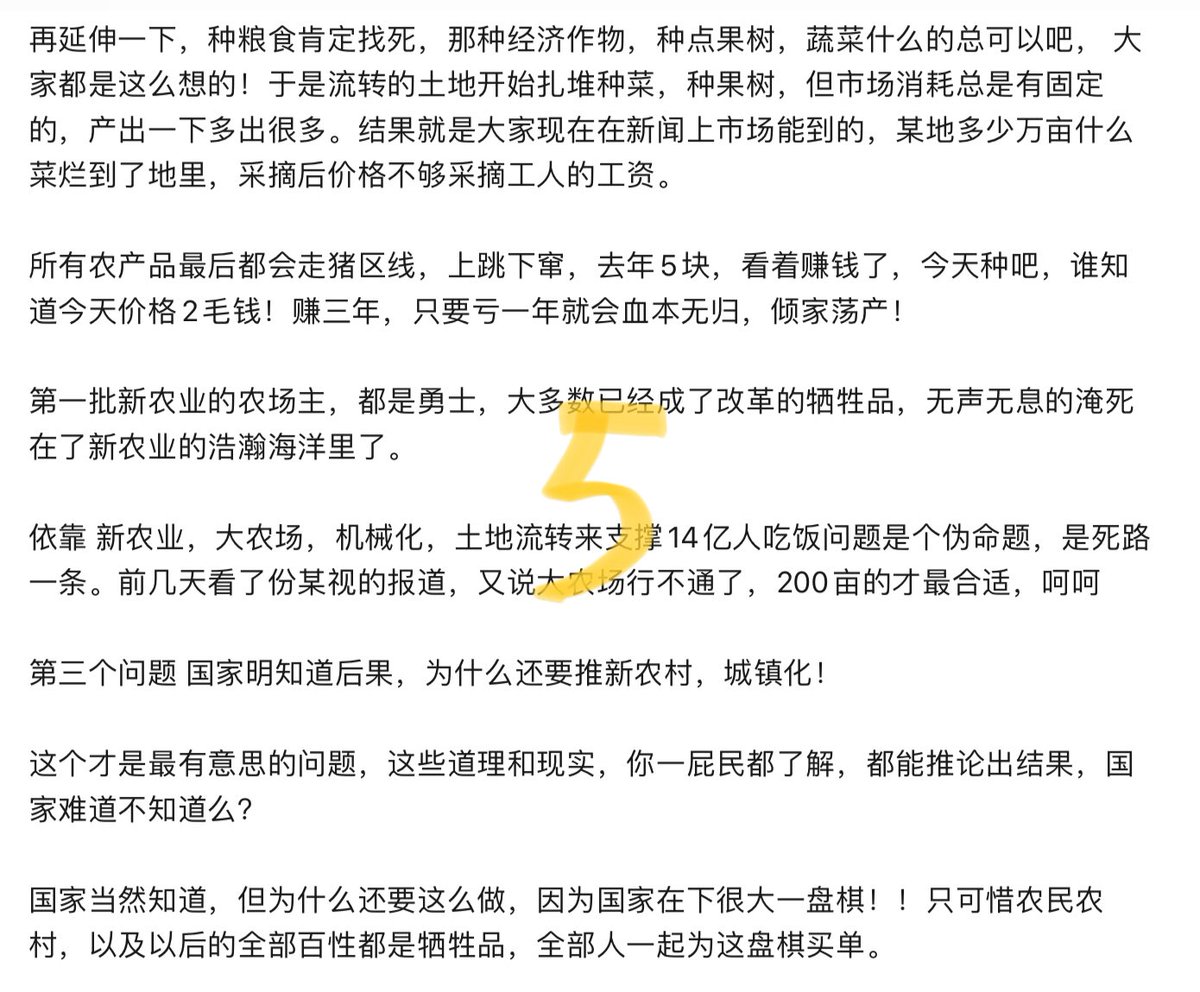 再延伸一下，种粮食肯定找死，那种经济作物，种点果树，蔬菜什么的总可以吧， 大
家都是这么想的！于是流转的土地开始扎堆种菜，种果树，但市场消耗总是有固定
的，产出一下多出很多。结果就是大家现在在新闻上市场能到的，某地多少万亩什么
菜烂到了地里，采摘后价格不够采摘工人的工资。
所有农产品最后都会走猪区线，上跳下窜，去年5块，看着赚钱了，今天种吧，谁知
道今天价格2毛钱！赚三年，只要亏一年就会血本无归，倾家荡产！
第一批新农业的农场主，都是勇士，大多数已经成了改革的牺牲品，无声无息的淹死
在了新农业的浩瀚海洋里了。
5
依靠 新农业，大农场，机械化，土地流转来支撑14亿人吃饭问题是个伪命题，是死路
一条。前几天看了份某视的报道，又说大农场行不通了，200亩的才最合适，呵呵
第三个问题 国家明知道后果，为什么还要推新农村，城镇化！
这个才是最有意思的问题，这些道理和现实，你一屁民都了解，都能推论出结果，国
家难道不知道么？
国家当然知道，但为什么还要这么做，因为国家在下很大一盘棋！！只可惜农民农
村，以及以后的全部百性都是牺牲品，全部人一起为这盘棋买单。